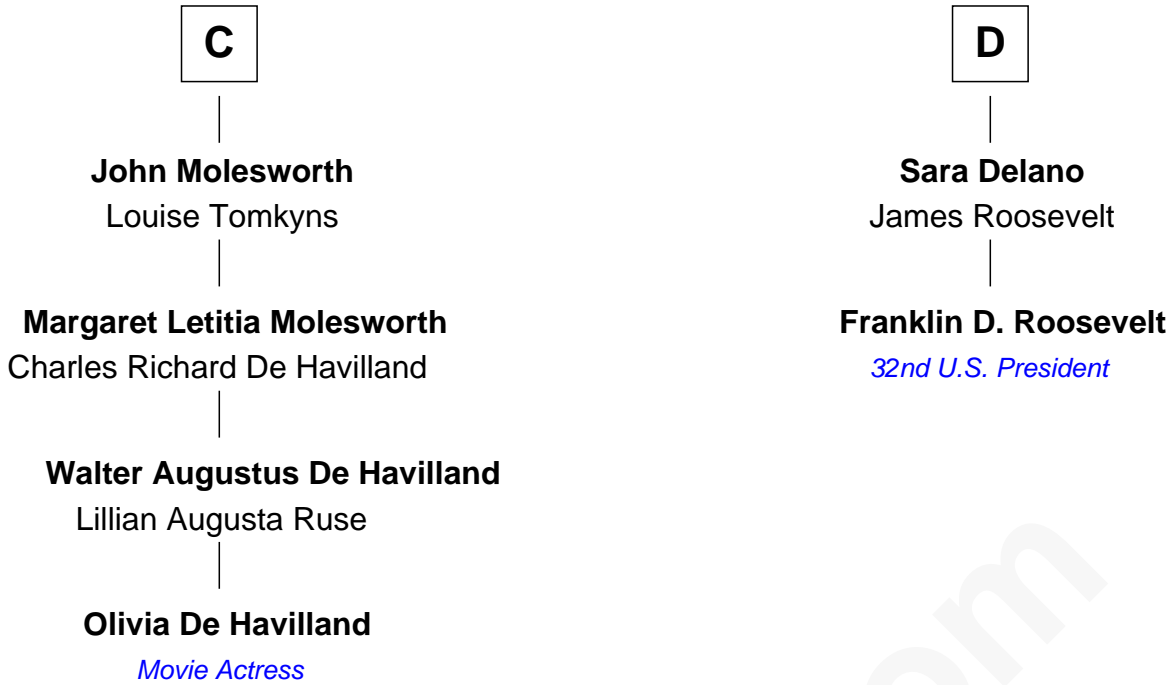 C
John Molesworth
Louise Tomkyns
Margaret Letitia Molesworth
Charles Richard De Havilland
Walter Augustus De Havilland
Lillian Augusta Ruse
Olivia De Havilland
Movie Actress
D
Sara Delano
James Roosevelt
Franklin D. Roosevelt
32nd U.S. President
om